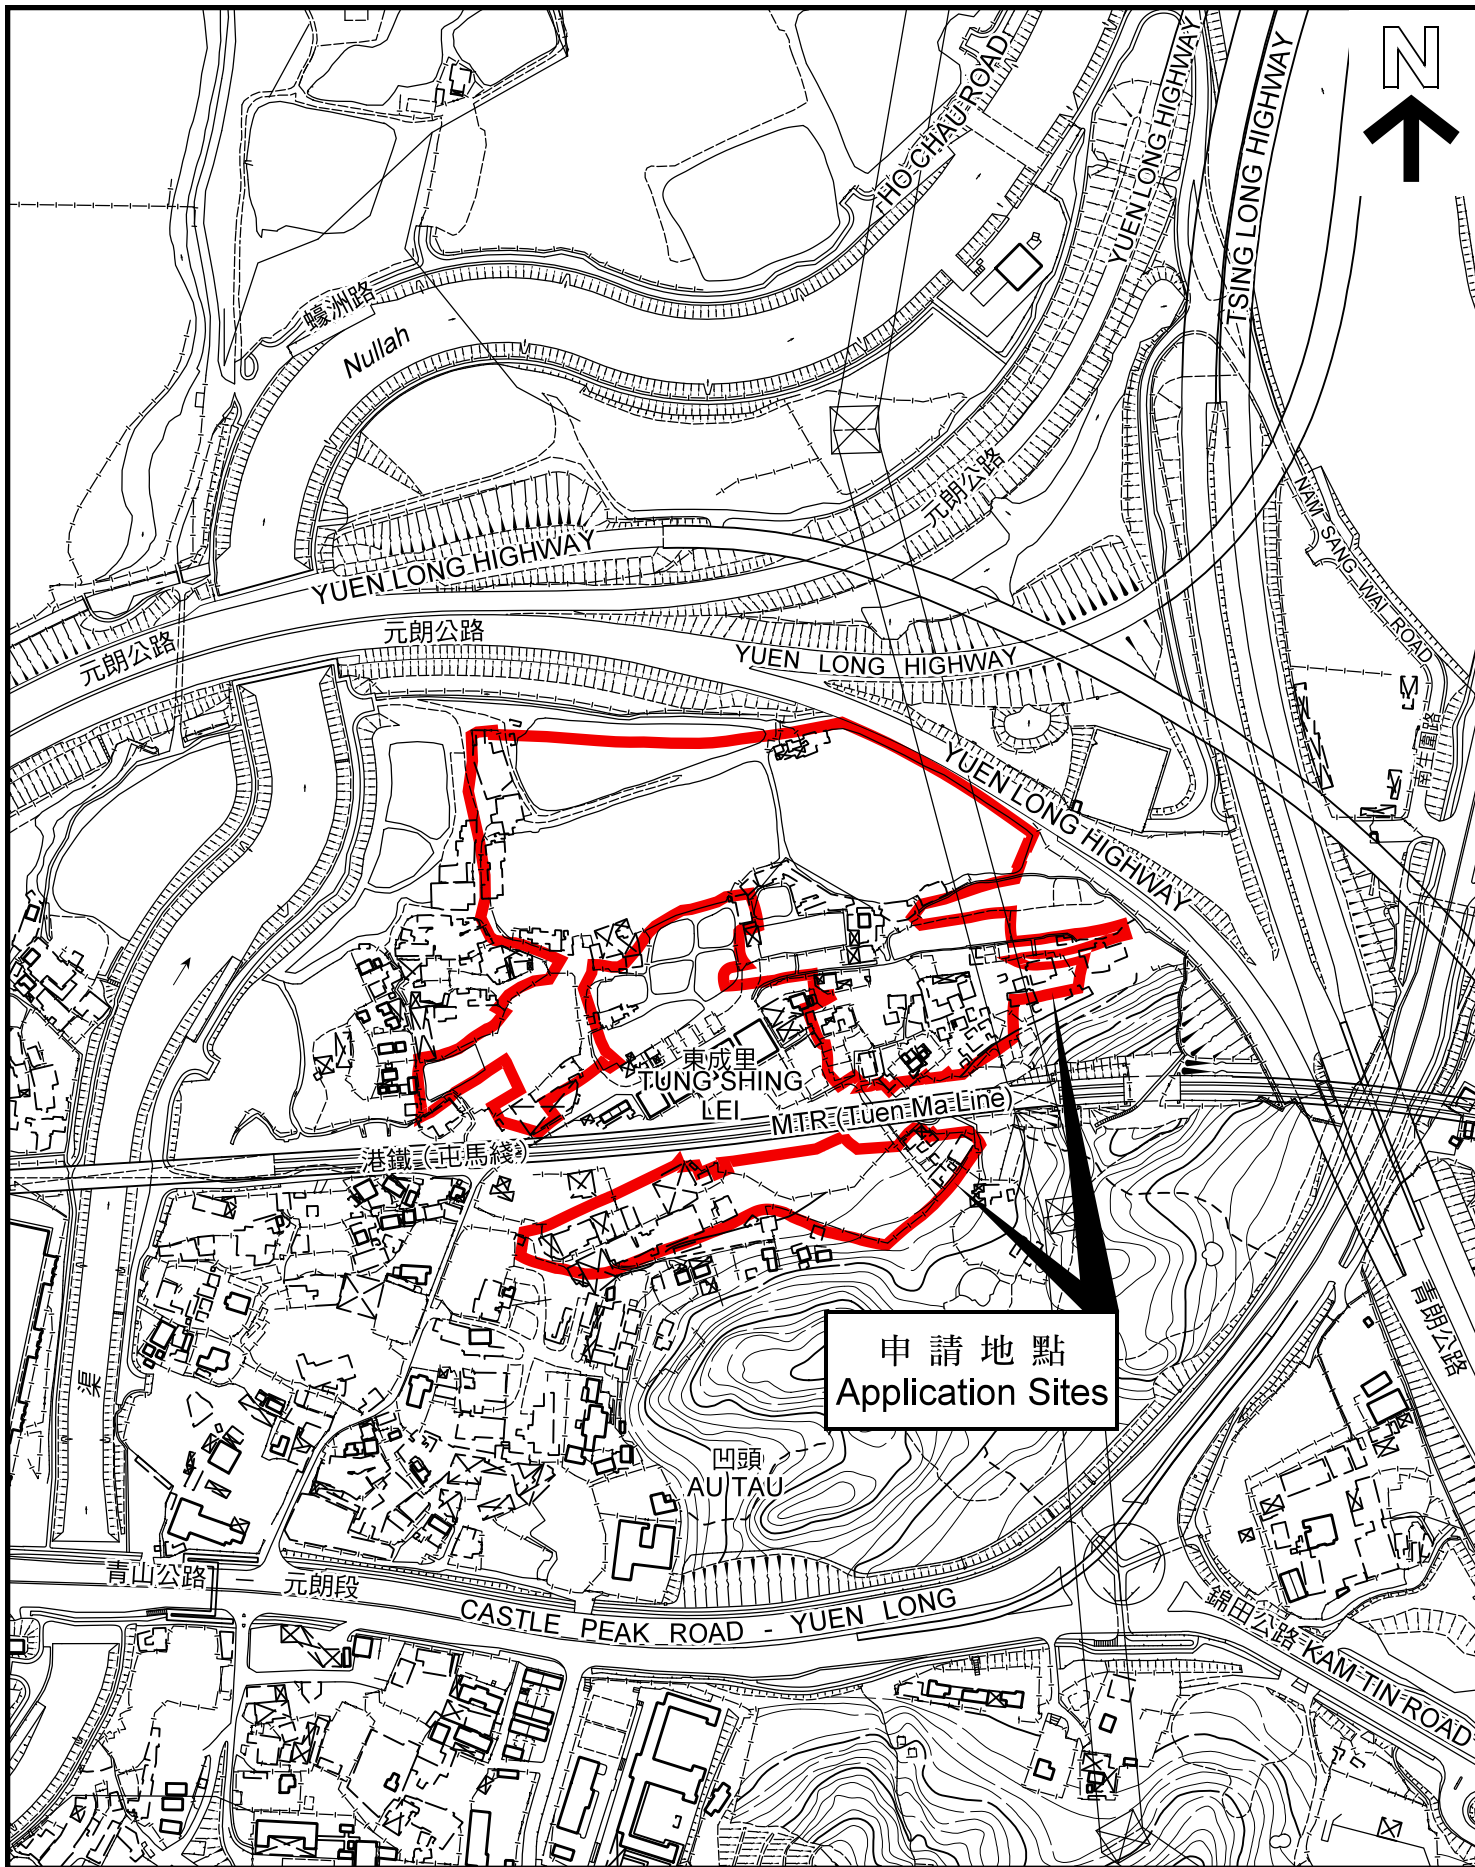 N
HO CHAU ROAD
YUEN LONG HIGHWAY
YUEN LONG HIGHWAY
TSING LONG HIGHWAY
蠔洲路
Nullah
元朗公路
NAM SANG WAI ROAD
YUEN LONG HIGHWAY
元朗公路
元朗公路
YUEN LONG HIGHWAY
南生圍路
YUEN LONG HIGHWAY
東成里
TUNG SHING
LEI
MTR (Tuen Ma Line)
港鐵（屯馬綫）
申請地點
Application Sites
青朗公路
渠
凹頭
AU TAU
青山公路 — 元朗段
CASTLE PEAK ROAD - YUEN LONG
錦田公路 KAM TIN ROAD